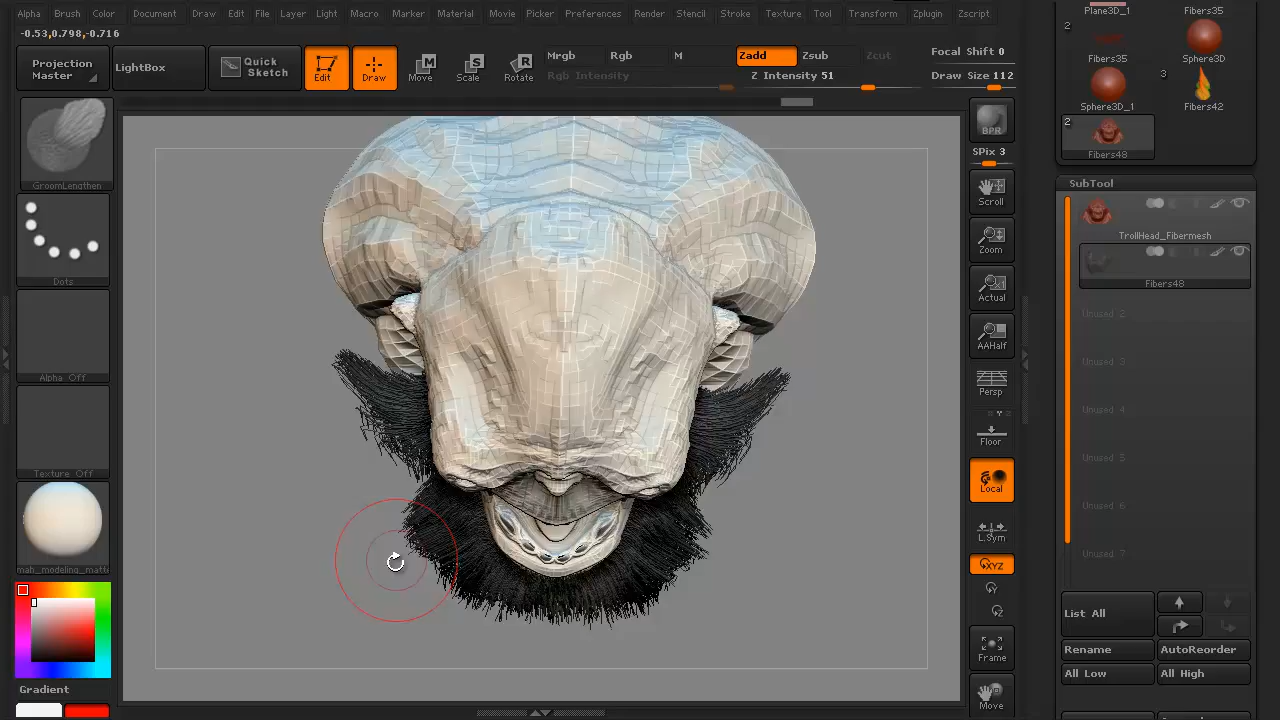 Alpha Brush Color Document Draw Edit File Layer Light Macro Marker Material Movie Picker Preferences Render Stencil Stroke Texture Tool Transform Zplugin Zscript
-0.53,0.798,-0.716
Projection Master
LightBox
Quick Sketch
Edit
Draw
Move
Scale
Rotate
Mrgb Rgb M
Rgb Intensity
Zadd Zsub Zcut
Z Intensity 51
Focal Shift 0
Draw Size 112
GroomLengthen
Dots
Alpha Off
Texture Off
Gradient
BPR
SPix 3
Scroll
Zoom
Actual
AAHalf
Persp
Floor
Local
L.Sym
XYZ
Y
Z
Frame
Move
Plane3D_1 Fibers35
2
Fibers35 Sphere3D
3
Sphere3D_1 Fibers42
2
Fibers48
SubTool
TrollHead_Fibermesh
Fibers48
Unused 2
Unused 3
Unused 4
Unused 5
Unused 6
Unused 7
List All
Rename AutoReorder
All Low All High